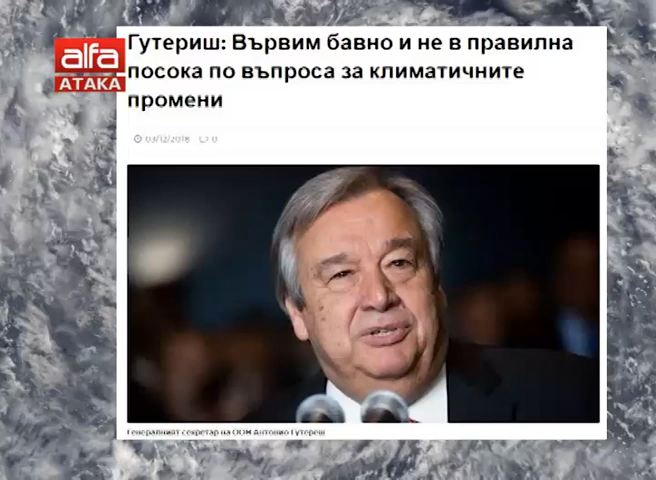 alfa
ATAKA
Гутериш: Вървим бавно и не в правилна
посока по въпроса за климатичните
промени
03/12/2018 0
Генералният секретар на ООН Антонио Гутереш